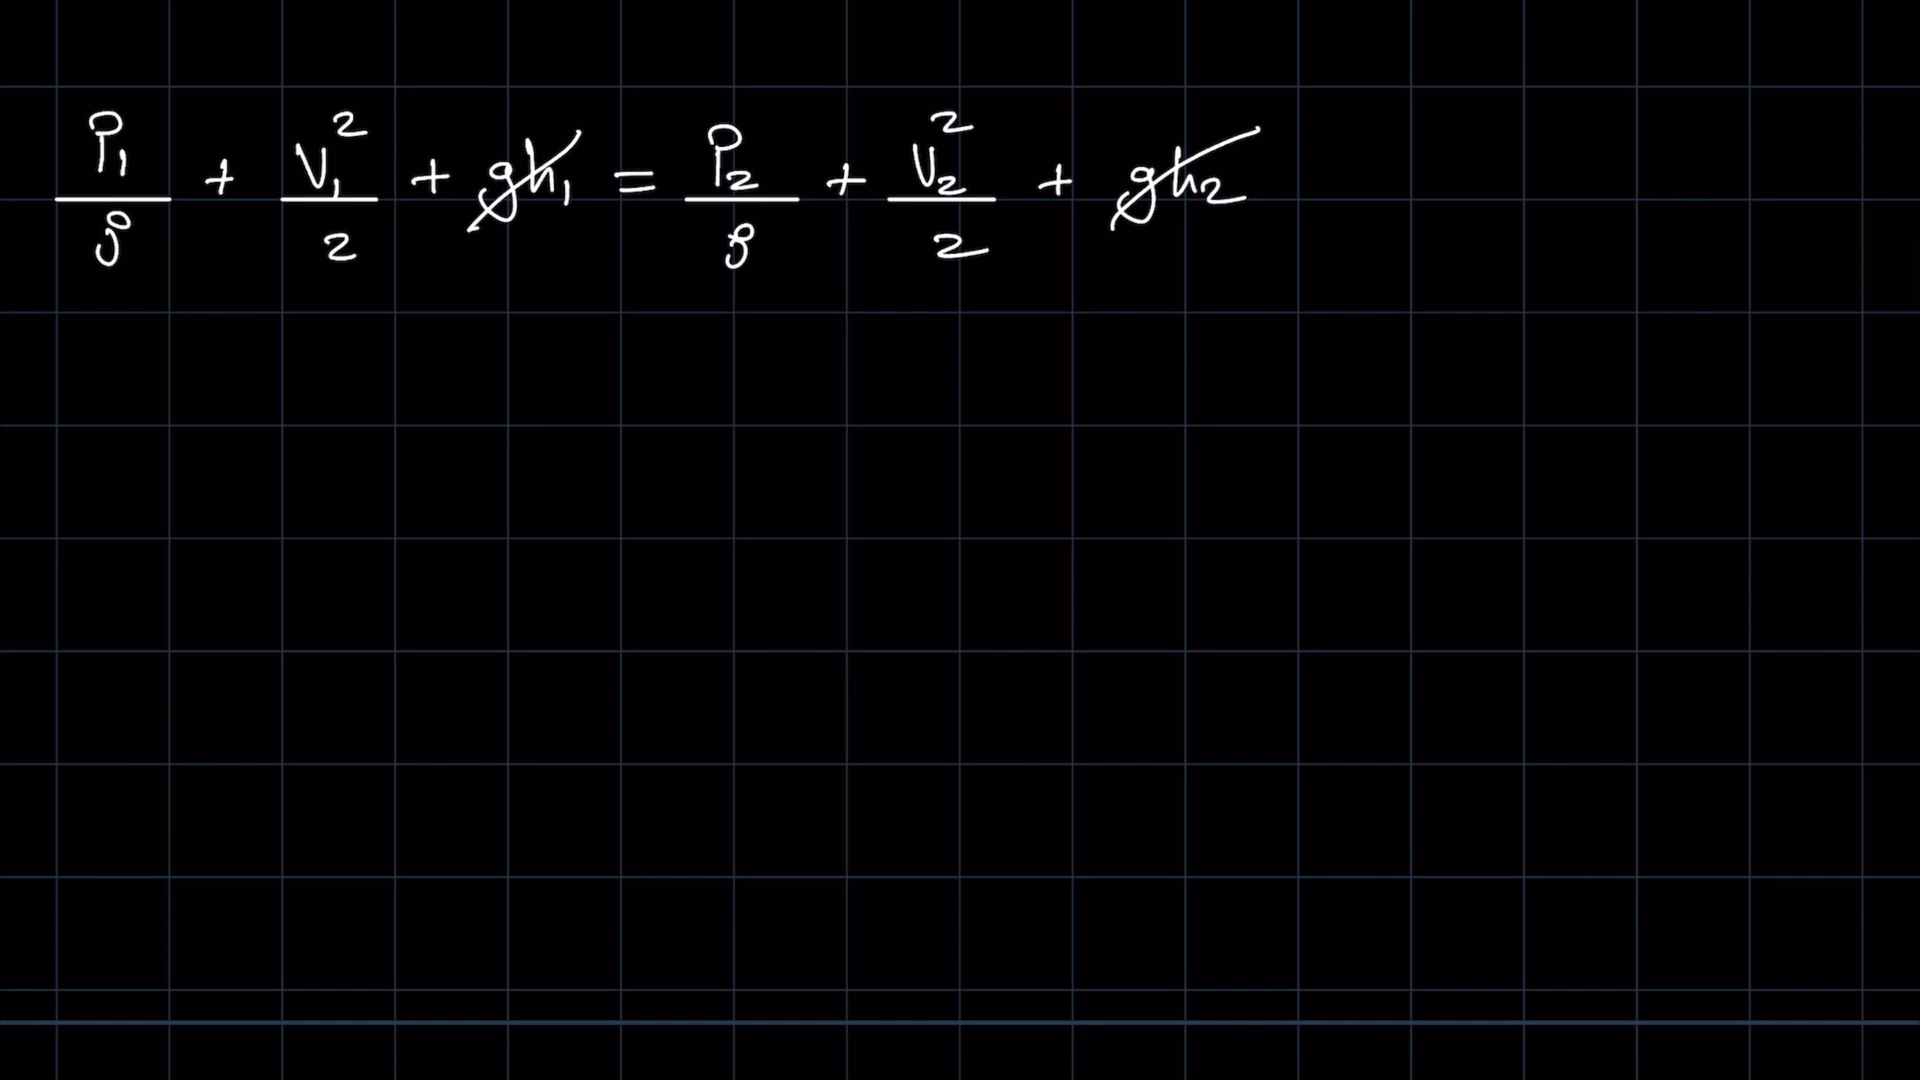 P₁/ρ + V₁²/2 + gh₁ = P₂/ρ + V₂²/2 + gh₂